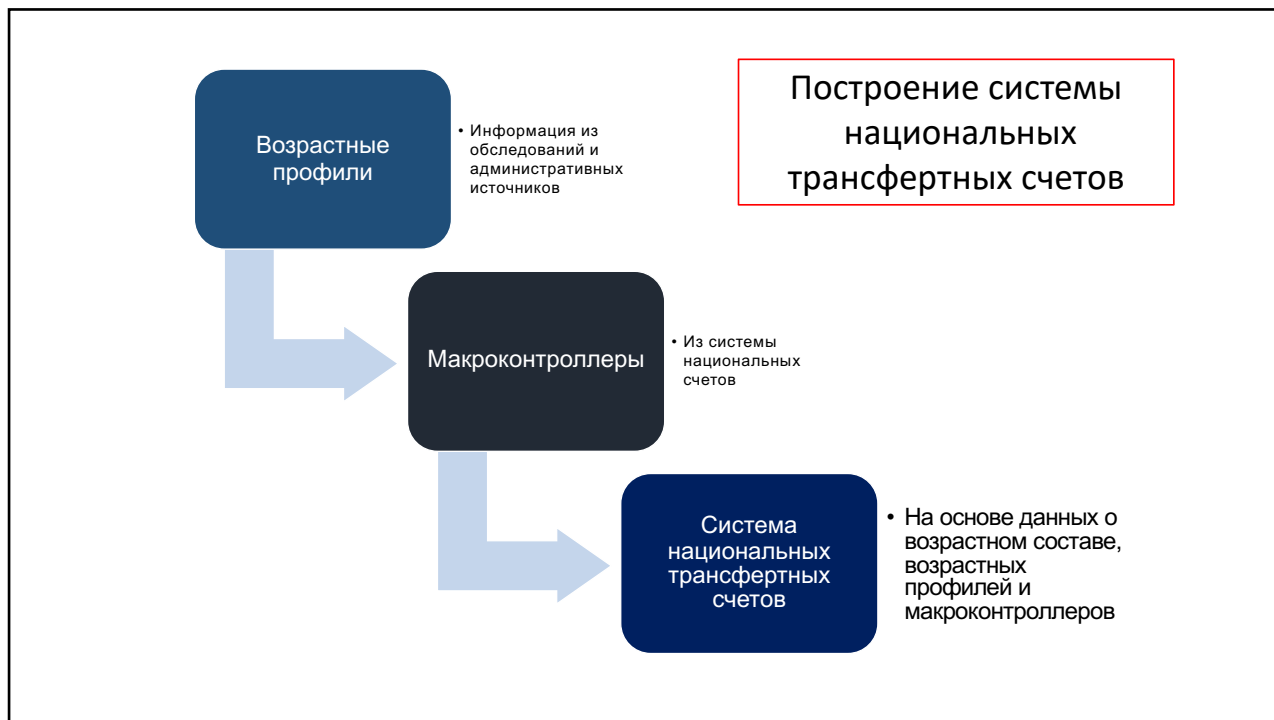 Построение системы
национальных
трансфертных счетов
Возрастные
профили
• Информация из
обследований и
административных
источников
Макроконтроллеры
• Из системы
национальных
счетов
Система
национальных
трансфертных
счетов
• На основе данных о
возрастном составе,
возрастных
профилей и
макроконтроллеров